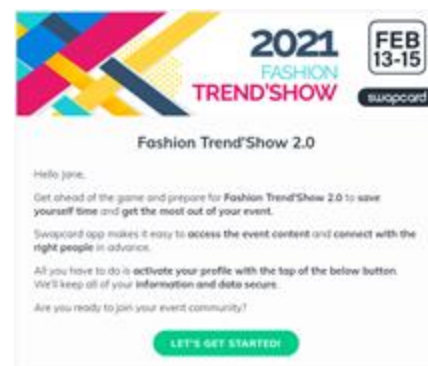 2021
FASHION
TREND'SHOW
FEB
13-15
swapcard
Fashion Trend'Show 2.0
Hello Jane,
Get ahead of the game and prepare for Fashion Trend'Show 2.0 to save
yourself time and get the most out of your event.
Swapcard app makes it easy to access the event content and connect with the
right people in advance.
All you have to do is activate your profile with the tap of the below button.
We'll keep all of your information and data secure.
Are you ready to join your event community?
LET'S GET STARTED!